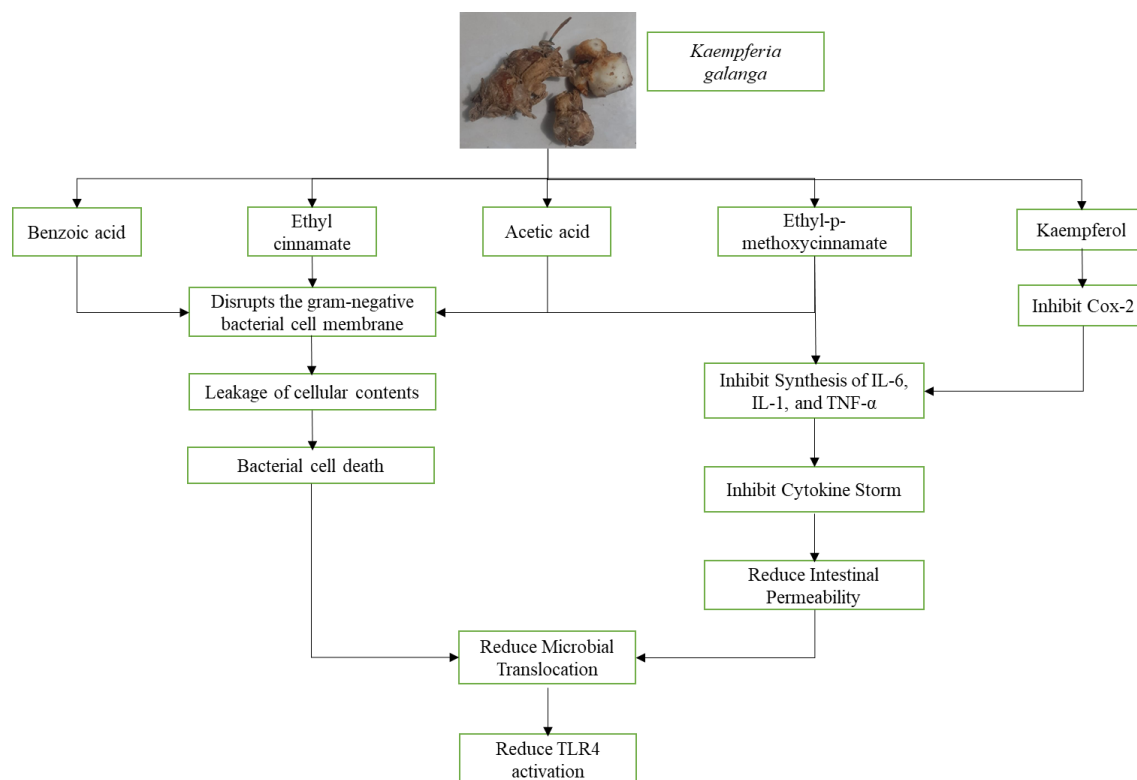 Kaempferia
galanga
Benzoic acid
Ethyl
cinnamate
Acetic acid
Ethyl-p-
methoxycinnamate
Kaempferol
Disrupts the gram-negative
bacterial cell membrane
Inhibit Cox-2
Leakage of cellular contents
Inhibit Synthesis of IL-6,
IL-1, and TNF-α
Bacterial cell death
Inhibit Cytokine Storm
Reduce Intestinal
Permeability
Reduce Microbial
Translocation
Reduce TLR4
activation